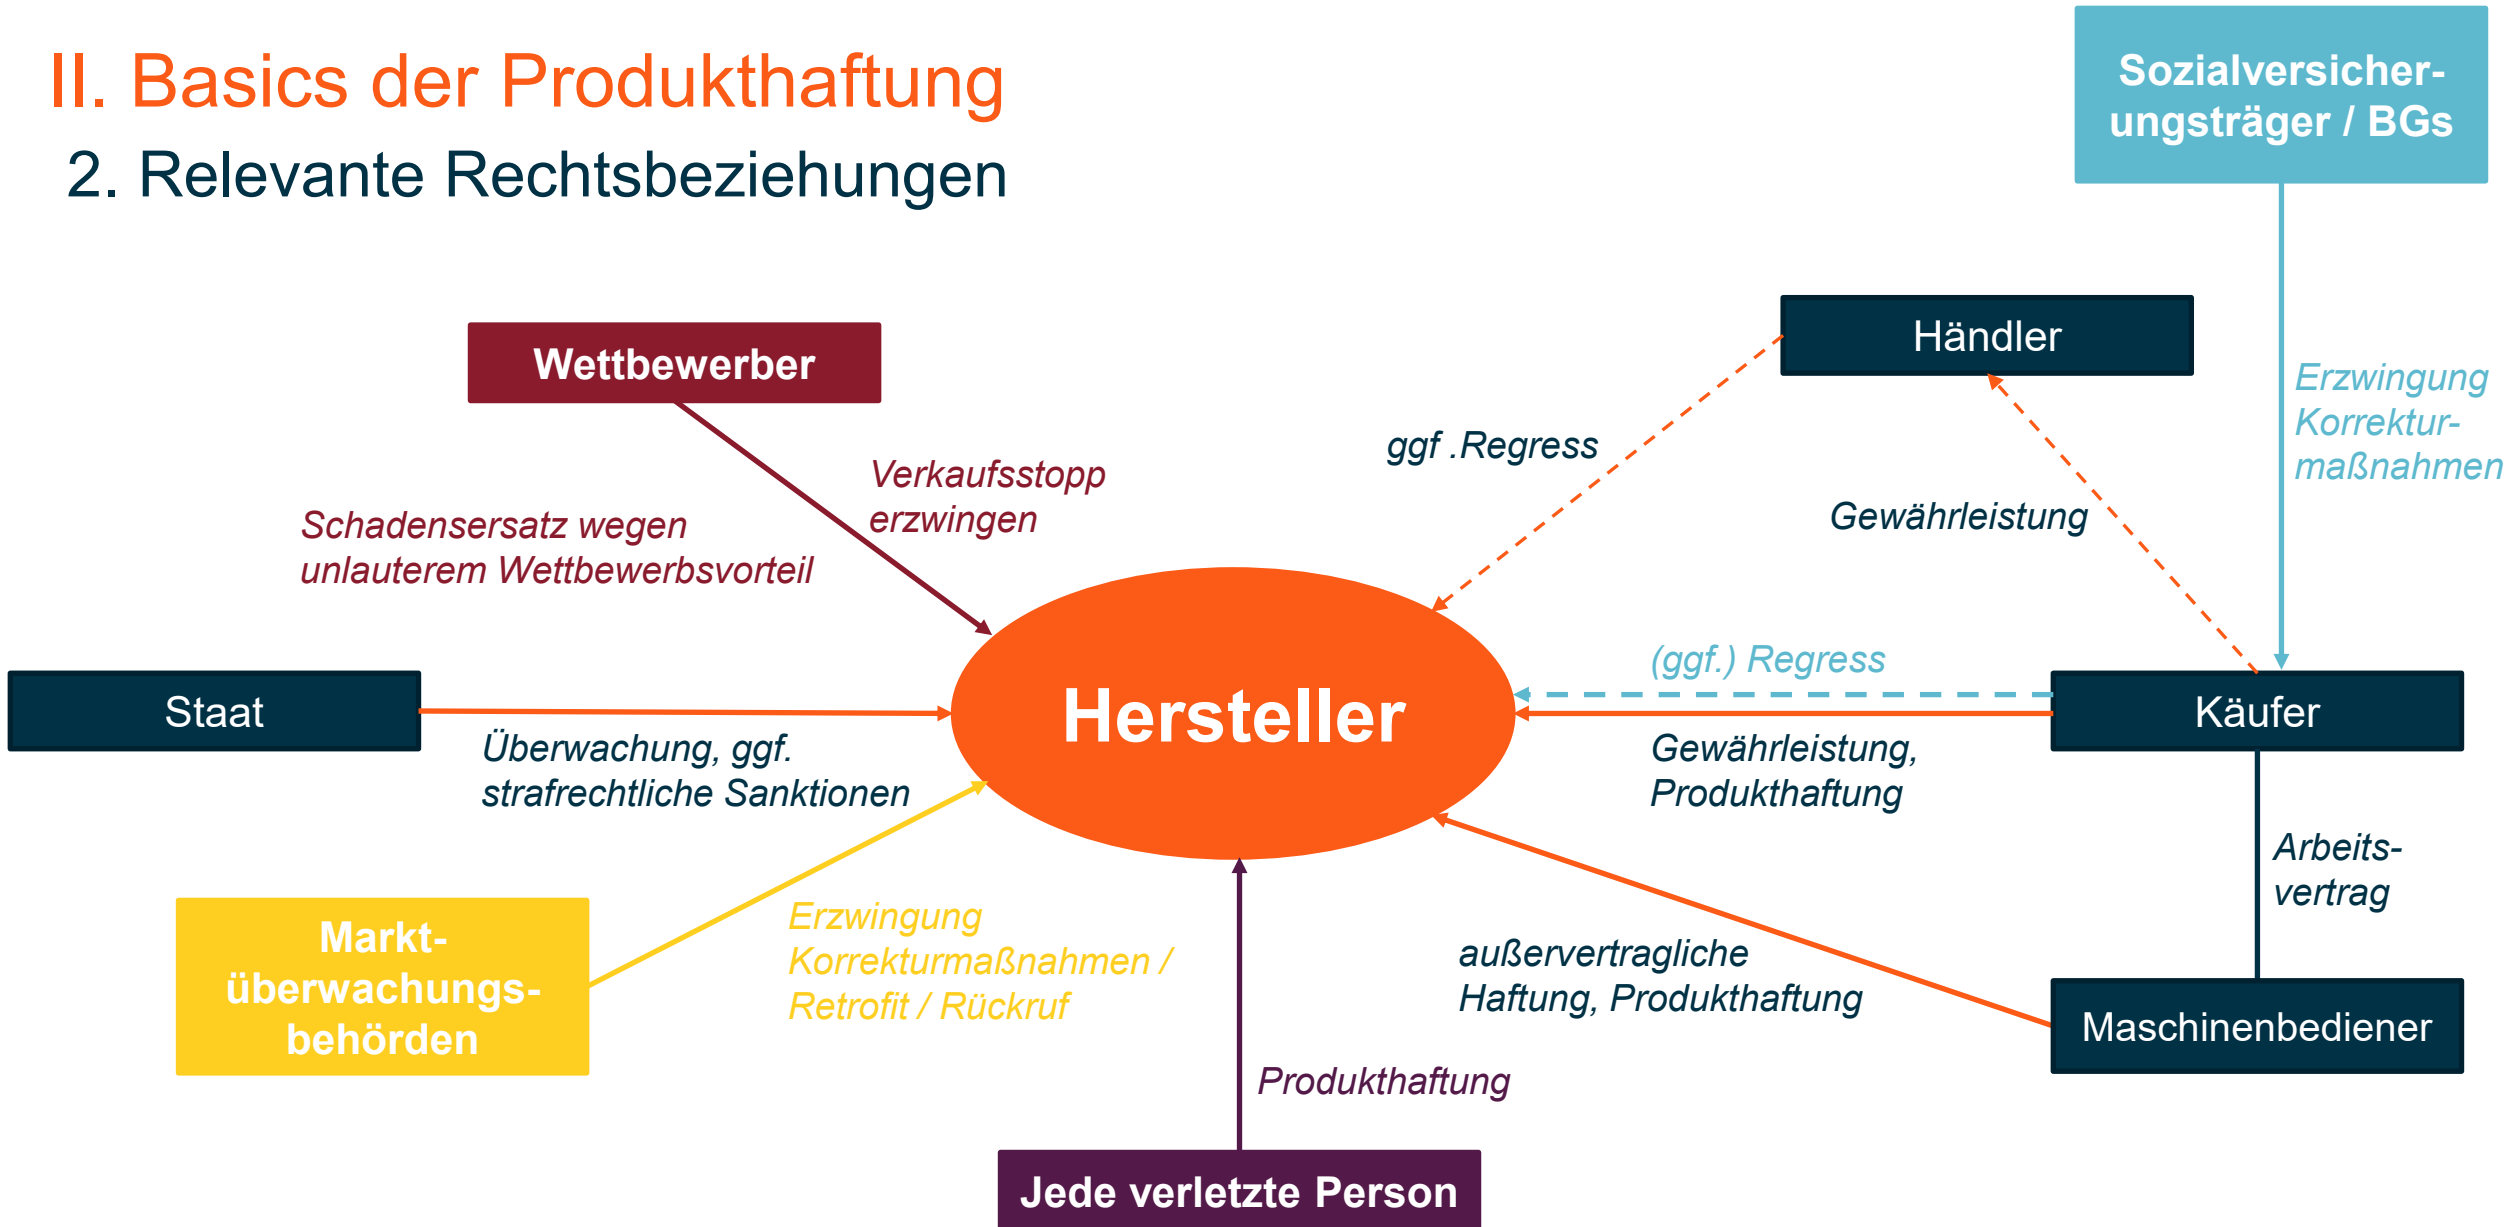 II. Basics der Produkthaftung
2. Relevante Rechtsbeziehungen
Sozialversicher-
ungsträger / BGs
Wettbewerber
Händler
Erzwingung
Korrektur-
maßnahmen
ggf .Regress
Verkaufsstopp
erzwingen
Schadensersatz wegen
unlauterem Wettbewerbsvorteil
Gewährleistung
Staat
Hersteller
(ggf.) Regress
Käufer
Überwachung, ggf.
strafrechtliche Sanktionen
Gewährleistung,
Produkthaftung
Arbeits-
vertrag
Markt-
überwachungs-
behörden
Erzwingung
Korrekturmaßnahmen /
Retrofit / Rückruf
außervertragliche
Haftung, Produkthaftung
Maschinenbediener
Produkthaftung
Jede verletzte Person